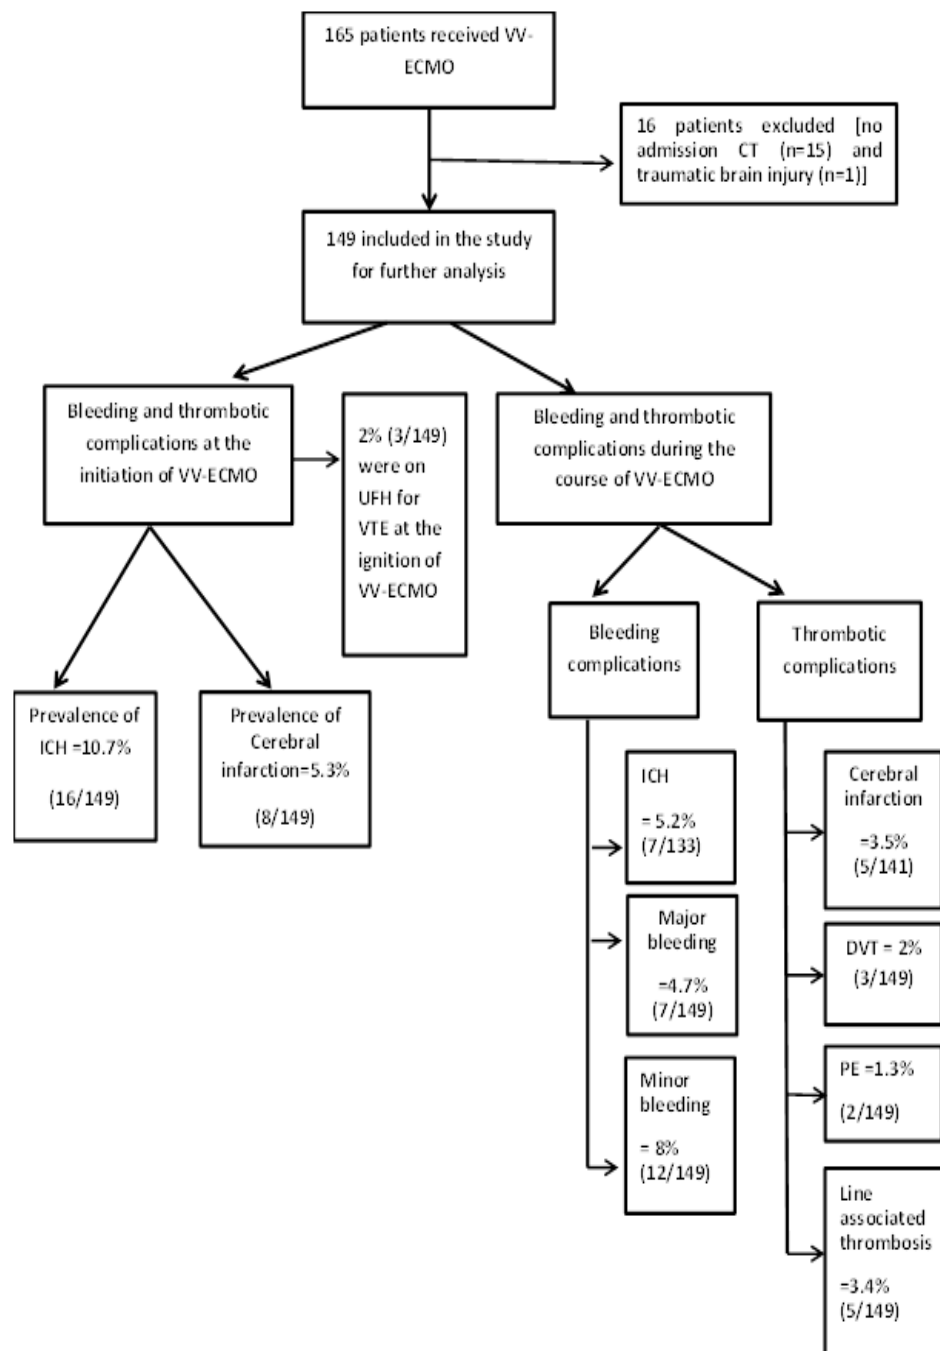 165 patients received VV-
ECMO
16 patients excluded [no
admission CT (n=15) and
traumatic brain injury (n=1)]
149 included in the study
for further analysis
Bleeding and thrombotic
complications at the
initiation of VV-ECMO
2% (3/149)
were on
UFH for
VTE at the
ignition of
VV-ECMO
Bleeding and thrombotic
complications during the
course of VV-ECMO
Prevalence of
ICH =10.7%
(16/149)
Prevalence of
Cerebral
infarction=5.3%
(8/149)
Bleeding
complications
Thrombotic
complications
ICH
= 5.2%
(7/133)
Major
bleeding
=4.7%
(7/149)
Minor
bleeding
= 8%
(12/149)
Cerebral
infarction
=3.5%
(5/141)
DVT = 2%
(3/149)
PE =1.3%
(2/149)
Line
associated
thrombosis
=3.4%
(5/149)